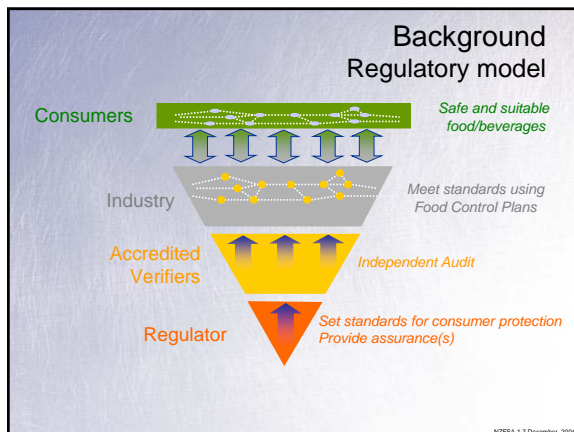 Background
Regulatory model
Consumers
Safe and suitable
food/beverages
Industry
Meet standards using
Food Control Plans
Accredited
Verifiers
Independent Audit
Regulator
Set standards for consumer protection
Provide assurance(s)